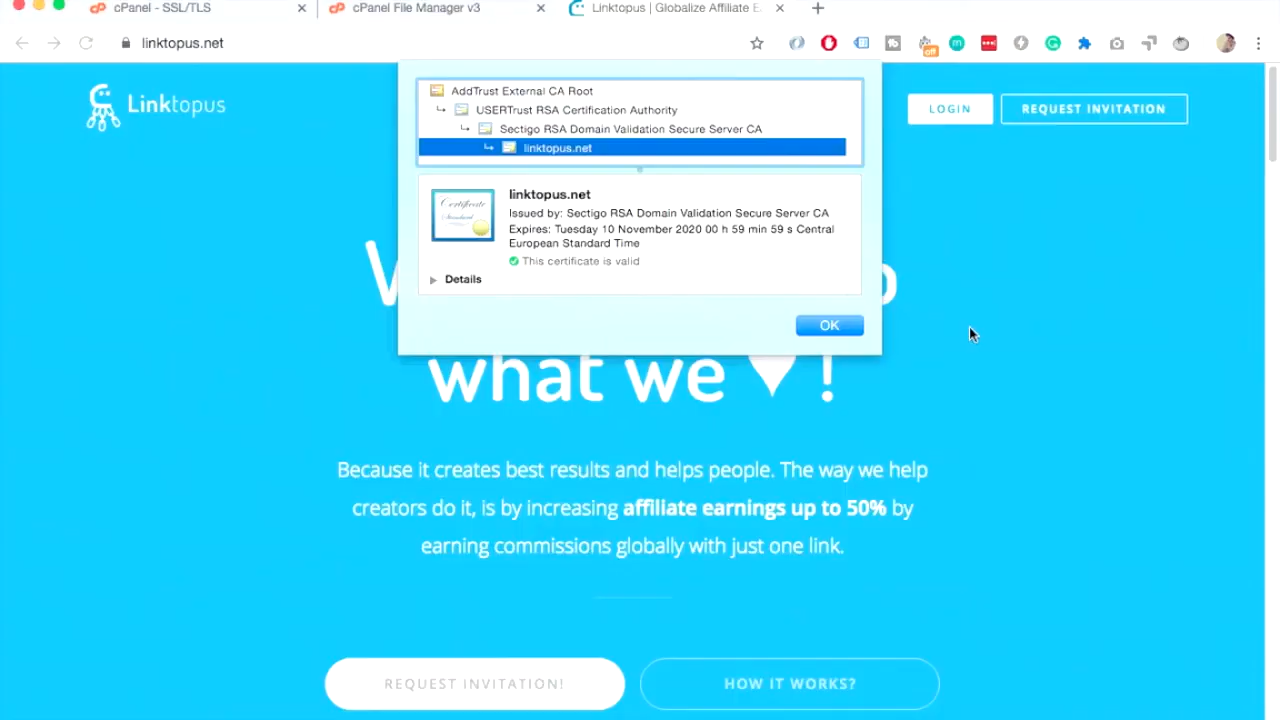 cPanel - SSL/TLS
cPanel File Manager v3
Linktopus | Globalize Affiliate E
linktopus.net
off
Linktopus
LOGIN
REQUEST INVITATION
AddTrust External CA Root
USERTrust RSA Certification Authority
Sectigo RSA Domain Validation Secure Server CA
linktopus.net
Certificate
Standard
linktopus.net
Issued by: Sectigo RSA Domain Validation Secure Server CA
Expires: Tuesday 10 November 2020 00 h 59 min 59 s Central
European Standard Time
This certificate is valid
Details
OK
what we ♥ !
Because it creates best results and helps people. The way we help
creators do it, is by increasing affiliate earnings up to 50% by
earning commissions globally with just one link.
REQUEST INVITATION!
HOW IT WORKS?